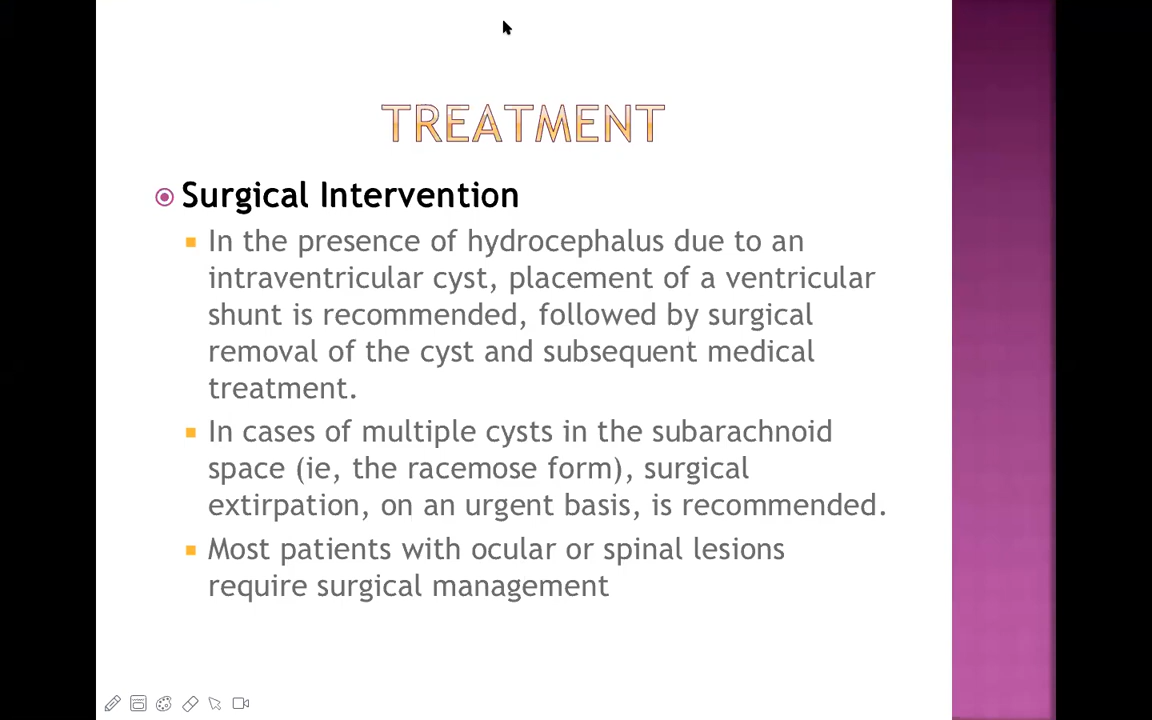 TREATMENT
Surgical Intervention
In the presence of hydrocephalus due to an
intraventricular cyst, placement of a ventricular
shunt is recommended, followed by surgical
removal of the cyst and subsequent medical
treatment.
In cases of multiple cysts in the subarachnoid
space (ie, the racemose form), surgical
extirpation, on an urgent basis, is recommended.
Most patients with ocular or spinal lesions
require surgical management